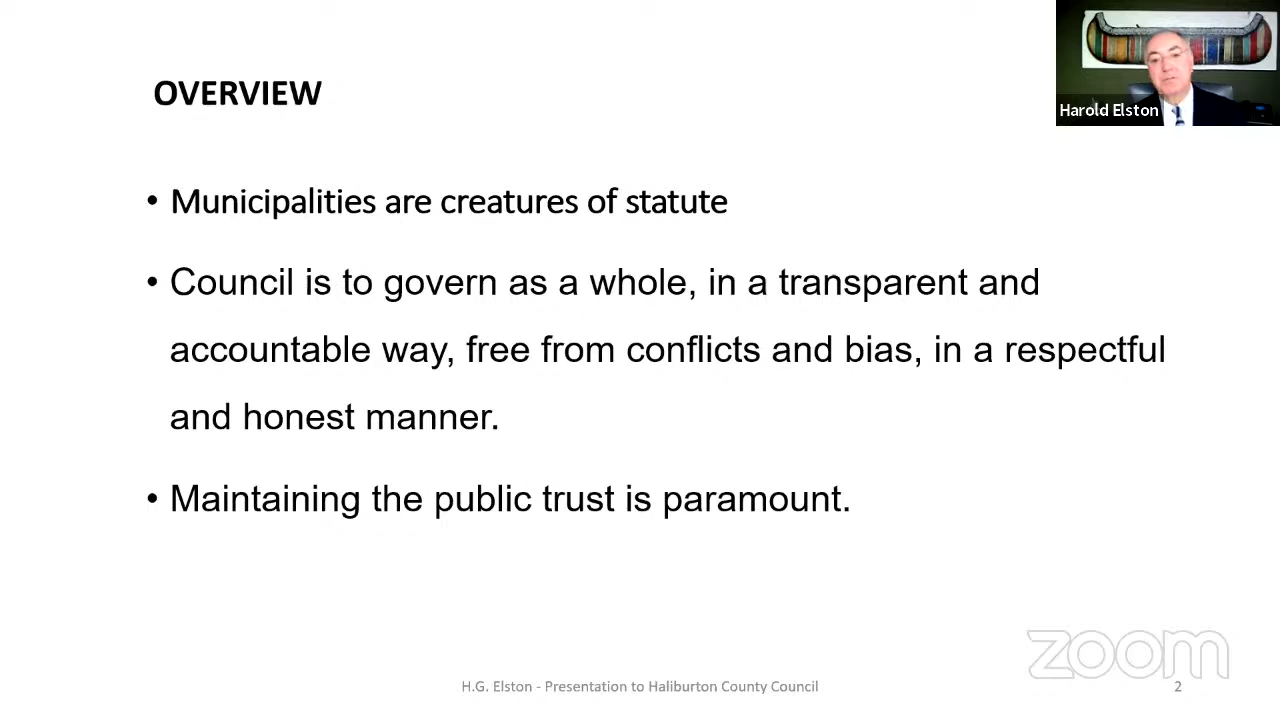 OVERVIEW
Harold Elston
• Municipalities are creatures of statute
• Council is to govern as a whole, in a transparent and
accountable way, free from conflicts and bias, in a respectful
and honest manner.
• Maintaining the public trust is paramount.
zoom
H.G. Elston - Presentation to Haliburton County Council
2